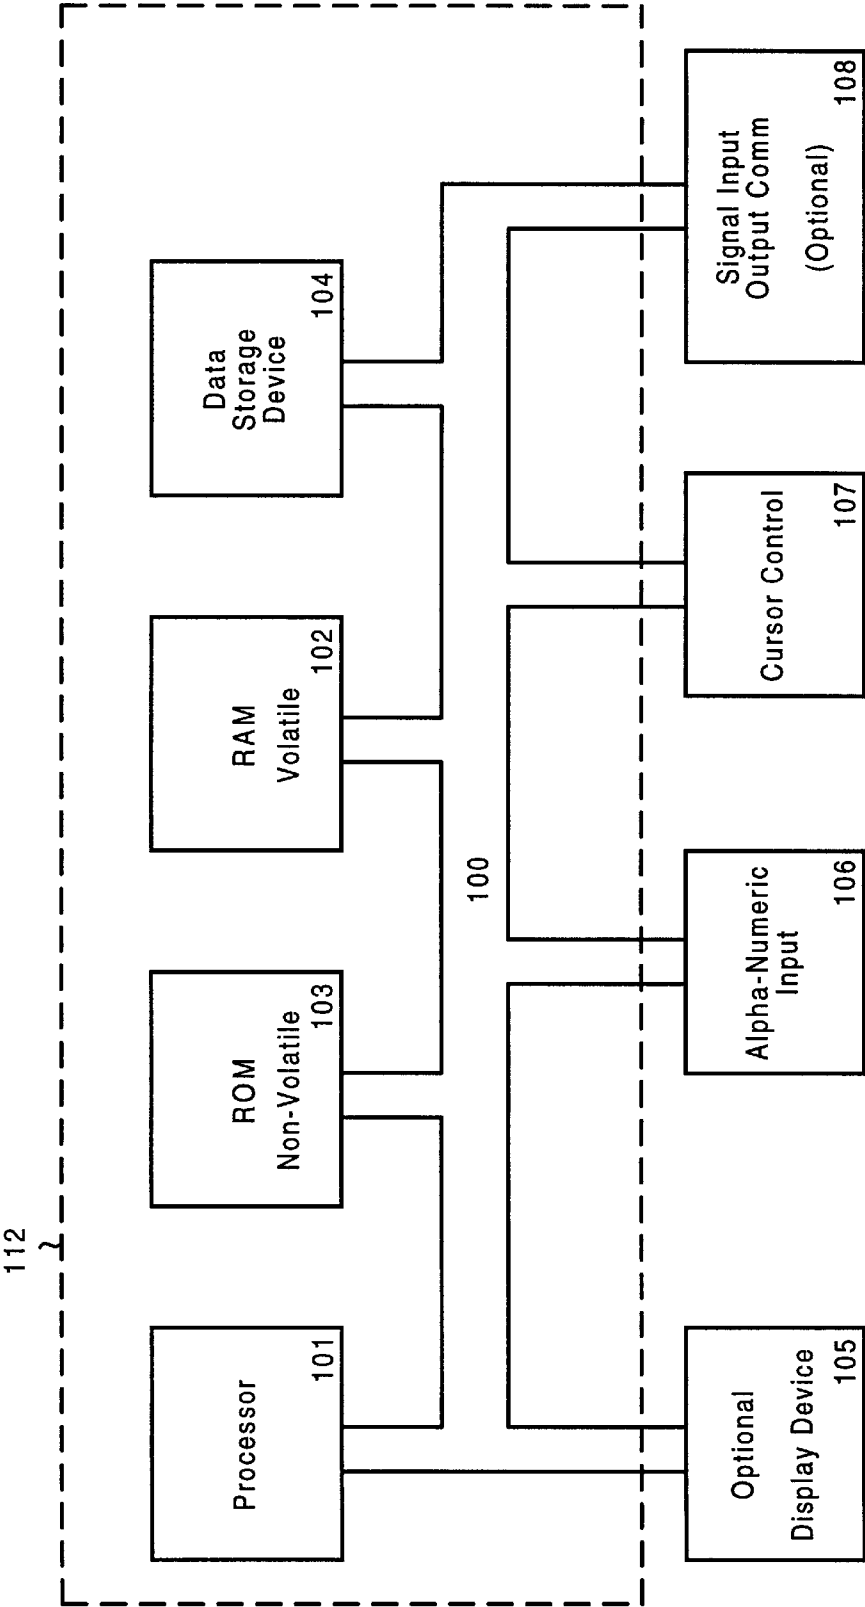 112
Processor
101
ROM
Non-Volatile
103
RAM
Volatile
102
Data
Storage
Device
104
100
Optional
Display Device
105
Alpha-Numeric
Input
106
Cursor Control
107
Signal Input
Output Comm
(Optional)
108